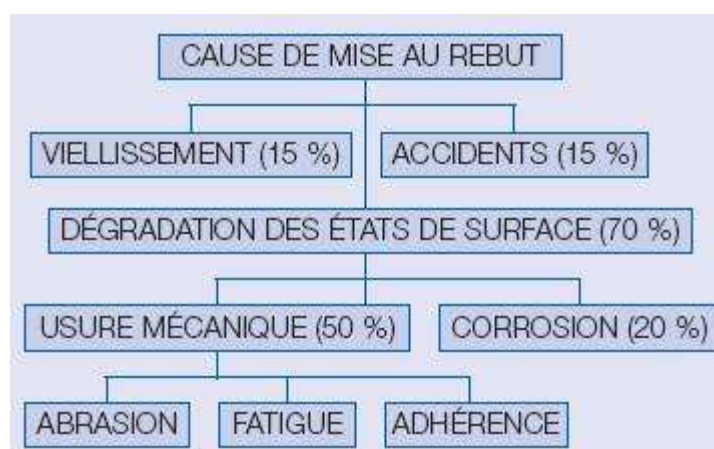 CAUSE DE MISE AU REBUT
VIELLISSEMENT (15 %)
ACCIDENTS (15 %)
DÉGRADATION DES ÉTATS DE SURFACE (70 %)
USURE MÉCANIQUE (50 %)
CORROSION (20 %)
ABRASION
FATIGUE
ADHÉRENCE